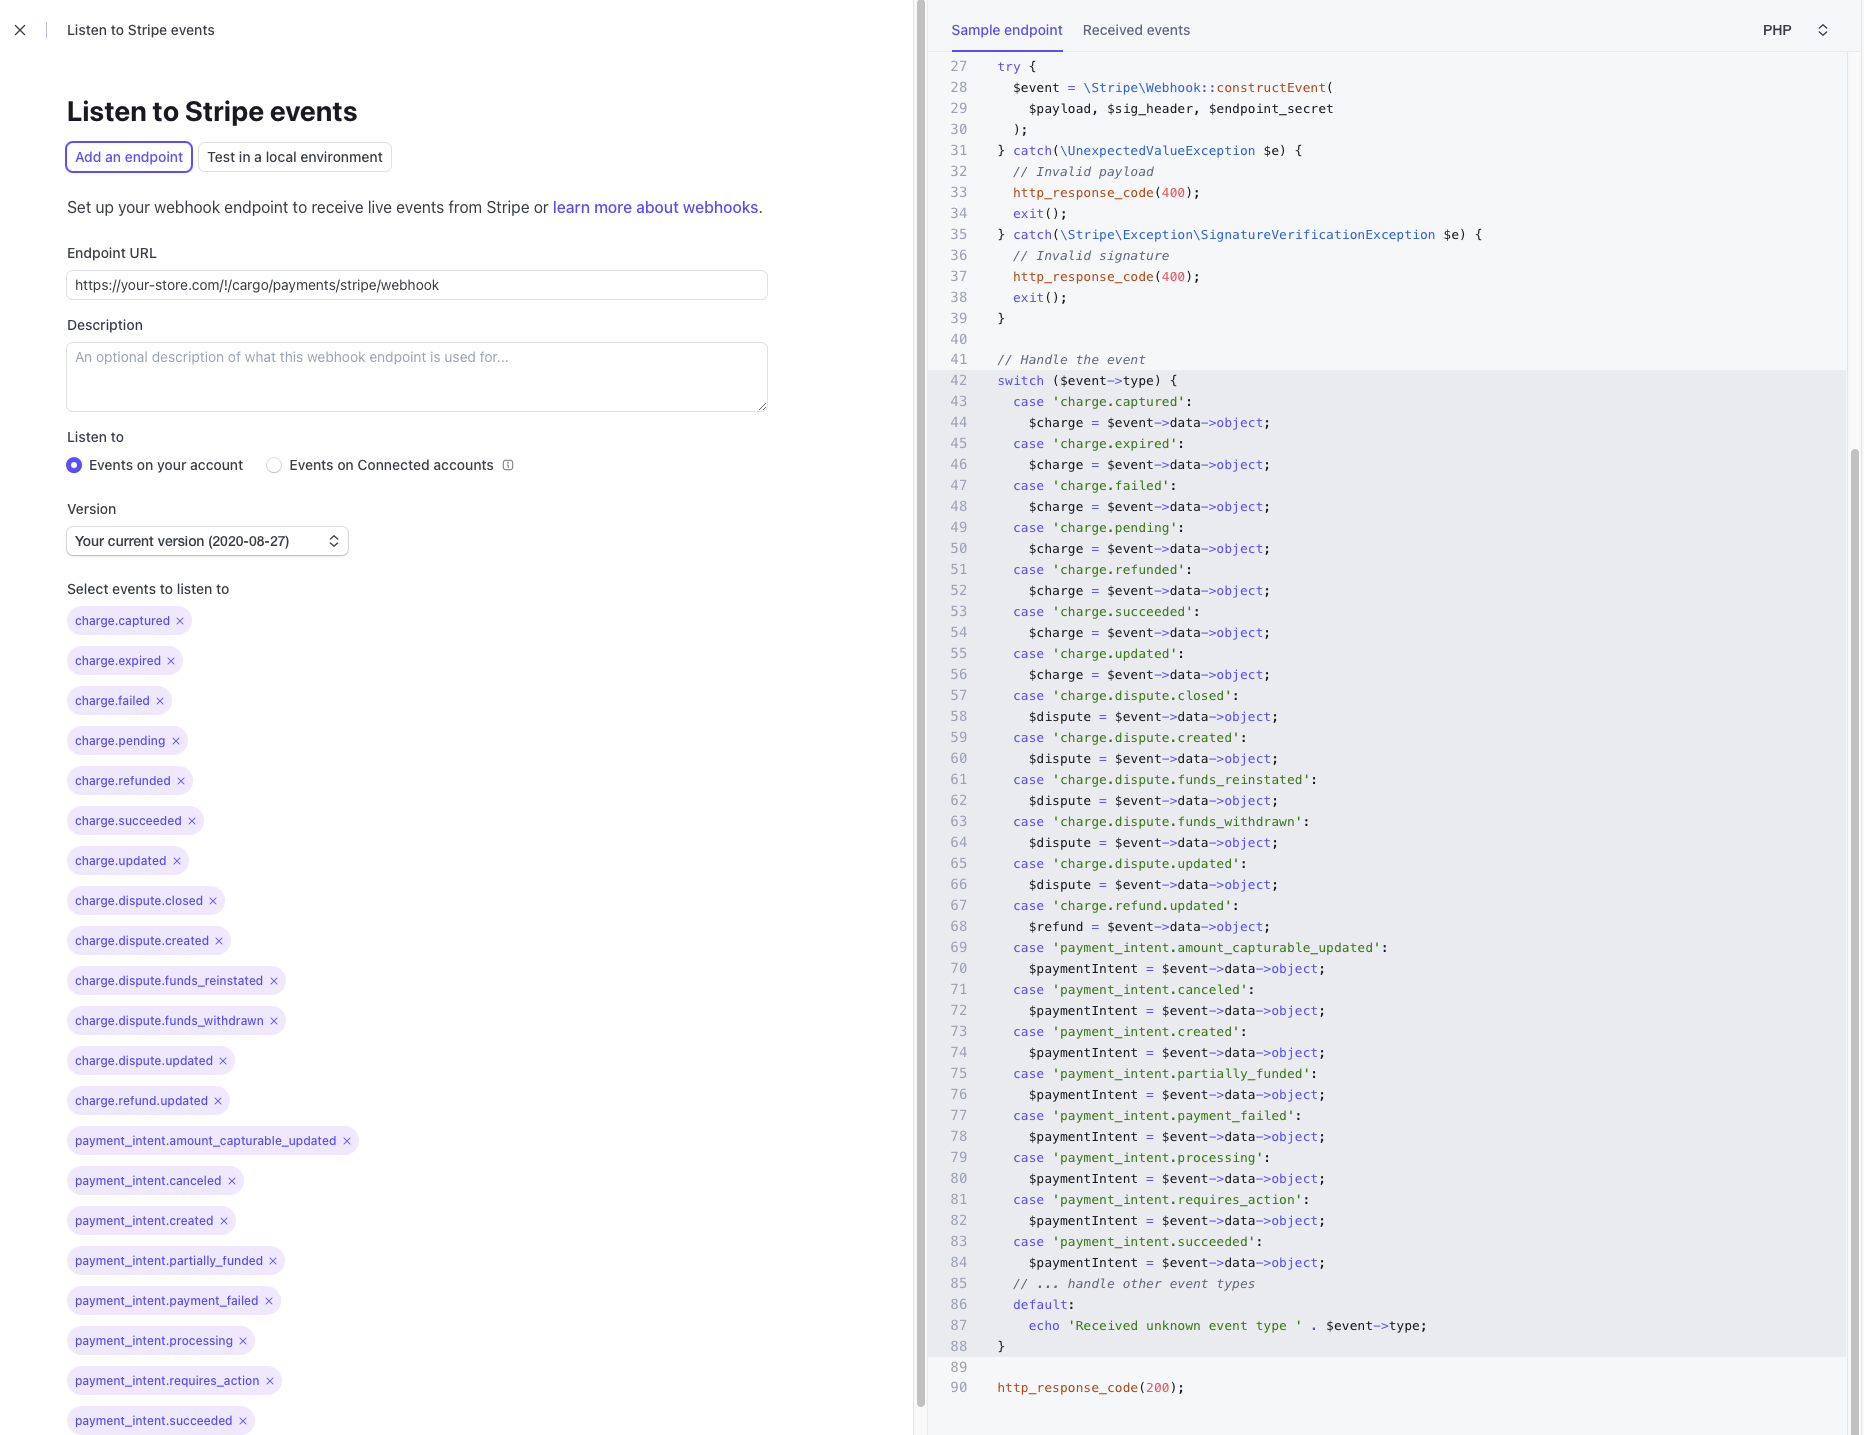 Listen to Stripe events
Listen to Stripe events
Add an endpoint
Test in a local environment
Set up your webhook endpoint to receive live events from Stripe or learn more about webhooks.
Endpoint URL
https://your-store.com/!/cargo/payments/stripe/webhook
Description
An optional description of what this webhook endpoint is used for...
Listen to
Events on your account
Events on Connected accounts
Version
Your current version (2020-08-27)
Select events to listen to
charge.captured ×
charge.expired ×
charge.failed ×
charge.pending ×
charge.refunded ×
charge.succeeded ×
charge.updated ×
charge.dispute.closed ×
charge.dispute.created ×
charge.dispute.funds_reinstated ×
charge.dispute.funds_withdrawn ×
charge.dispute.updated ×
charge.refund.updated ×
payment_intent.amount_capturable_updated ×
payment_intent.canceled ×
payment_intent.created ×
payment_intent.partially_funded ×
payment_intent.payment_failed ×
payment_intent.processing ×
payment_intent.requires_action ×
payment_intent.succeeded ×
Sample endpoint
Received events
PHP
27 try {
28 $event = \Stripe\Webhook::constructEvent(
29 $payload, $sig_header, $endpoint_secret
30 );
31 } catch(\UnexpectedValueException $e) {
32 // Invalid payload
33 http_response_code(400);
34 exit();
35 } catch(\Stripe\Exception\SignatureVerificationException $e) {
36 // Invalid signature
37 http_response_code(400);
38 exit();
39 }
40
41 // Handle the event
42 switch ($event->type) {
43 case 'charge.captured':
44 $charge = $event->data->object;
45 case 'charge.expired':
46 $charge = $event->data->object;
47 case 'charge.failed':
48 $charge = $event->data->object;
49 case 'charge.pending':
50 $charge = $event->data->object;
51 case 'charge.refunded':
52 $charge = $event->data->object;
53 case 'charge.succeeded':
54 $charge = $event->data->object;
55 case 'charge.updated':
56 $charge = $event->data->object;
57 case 'charge.dispute.closed':
58 $dispute = $event->data->object;
59 case 'charge.dispute.created':
60 $dispute = $event->data->object;
61 case 'charge.dispute.funds_reinstated':
62 $dispute = $event->data->object;
63 case 'charge.dispute.funds_withdrawn':
64 $dispute = $event->data->object;
65 case 'charge.dispute.updated':
66 $dispute = $event->data->object;
67 case 'charge.refund.updated':
68 $refund = $event->data->object;
69 case 'payment_intent.amount_capturable_updated':
70 $paymentIntent = $event->data->object;
71 case 'payment_intent.canceled':
72 $paymentIntent = $event->data->object;
73 case 'payment_intent.created':
74 $paymentIntent = $event->data->object;
75 case 'payment_intent.partially_funded':
76 $paymentIntent = $event->data->object;
77 case 'payment_intent.payment_failed':
78 $paymentIntent = $event->data->object;
79 case 'payment_intent.processing':
80 $paymentIntent = $event->data->object;
81 case 'payment_intent.requires_action':
82 $paymentIntent = $event->data->object;
83 case 'payment_intent.succeeded':
84 $paymentIntent = $event->data->object;
85 // ... handle other event types
86 default:
87 echo 'Received unknown event type ' . $event->type;
88 }
89
90 http_response_code(200);